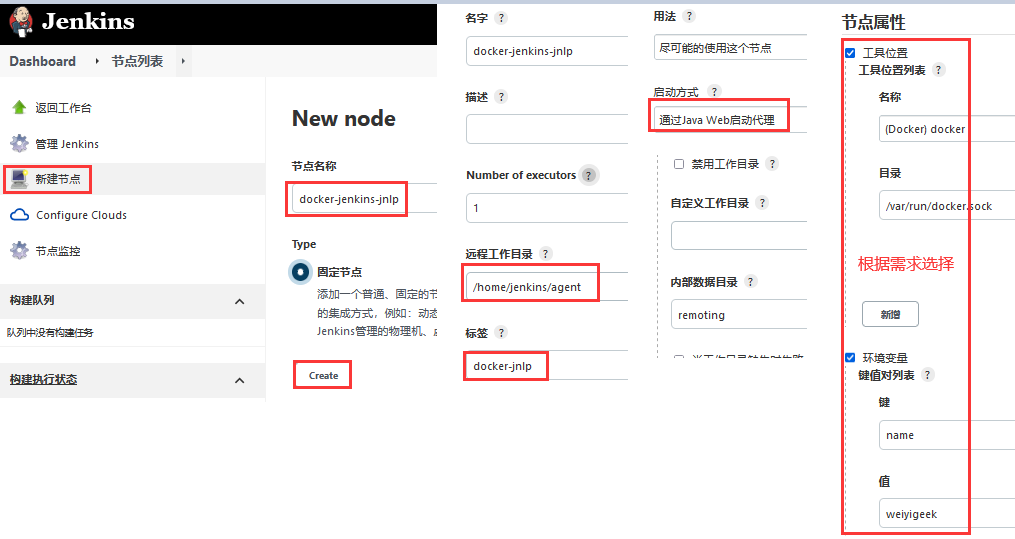 Jenkins
Dashboard
节点列表
返回工作台
管理 Jenkins
新建节点
Configure Clouds
节点监控
构建队列
队列中没有构建任务
构建执行状态
New node
节点名称
docker-jenkins-jnlp
Type
固定节点
添加一个普通、固定的节
的集成方式，例如：动态
Jenkins管理的物理机、
Create
名字 ?
docker-jenkins-jnlp
描述 ?
Number of executors ?
1
远程工作目录 ?
/home/jenkins/agent
标签 ?
docker-jnlp
用法 ?
尽可能的使用这个节点
启动方式 ?
通过Java Web启动代理
禁用工作目录 ?
自定义工作目录 ?
内部数据目录 ?
remoting
节点属性
工具位置
工具位置列表 ?
名称
(Docker) docker
目录
/var/run/docker.sock
根据需求选择
新增
环境变量
键值对列表 ?
键
name
值
weiyigeek